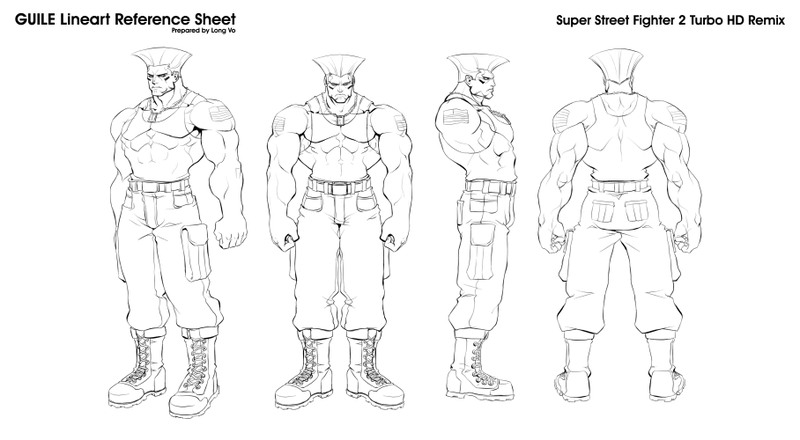 GUILE Lineart Reference Sheet
Prepared by Long Vo
Super Street Fighter 2 Turbo HD Remix